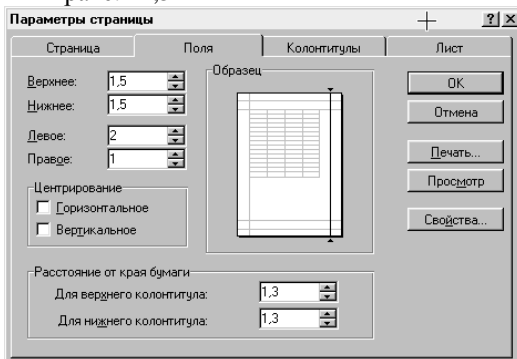 Параметры страницы
Страница Поля Колонтитулы Лист
Верхнее: 1,5
Нижнее: 1,5
Левое: 2
Правое: 1
Образец
Центрирование
Горизонтальное
Вертикальное
OK
Отмена
Печать...
Просмотр
Свойства...
Расстояние от края бумаги
Для верхнего колонтитула: 1,3
Для нижнего колонтитула: 1,3